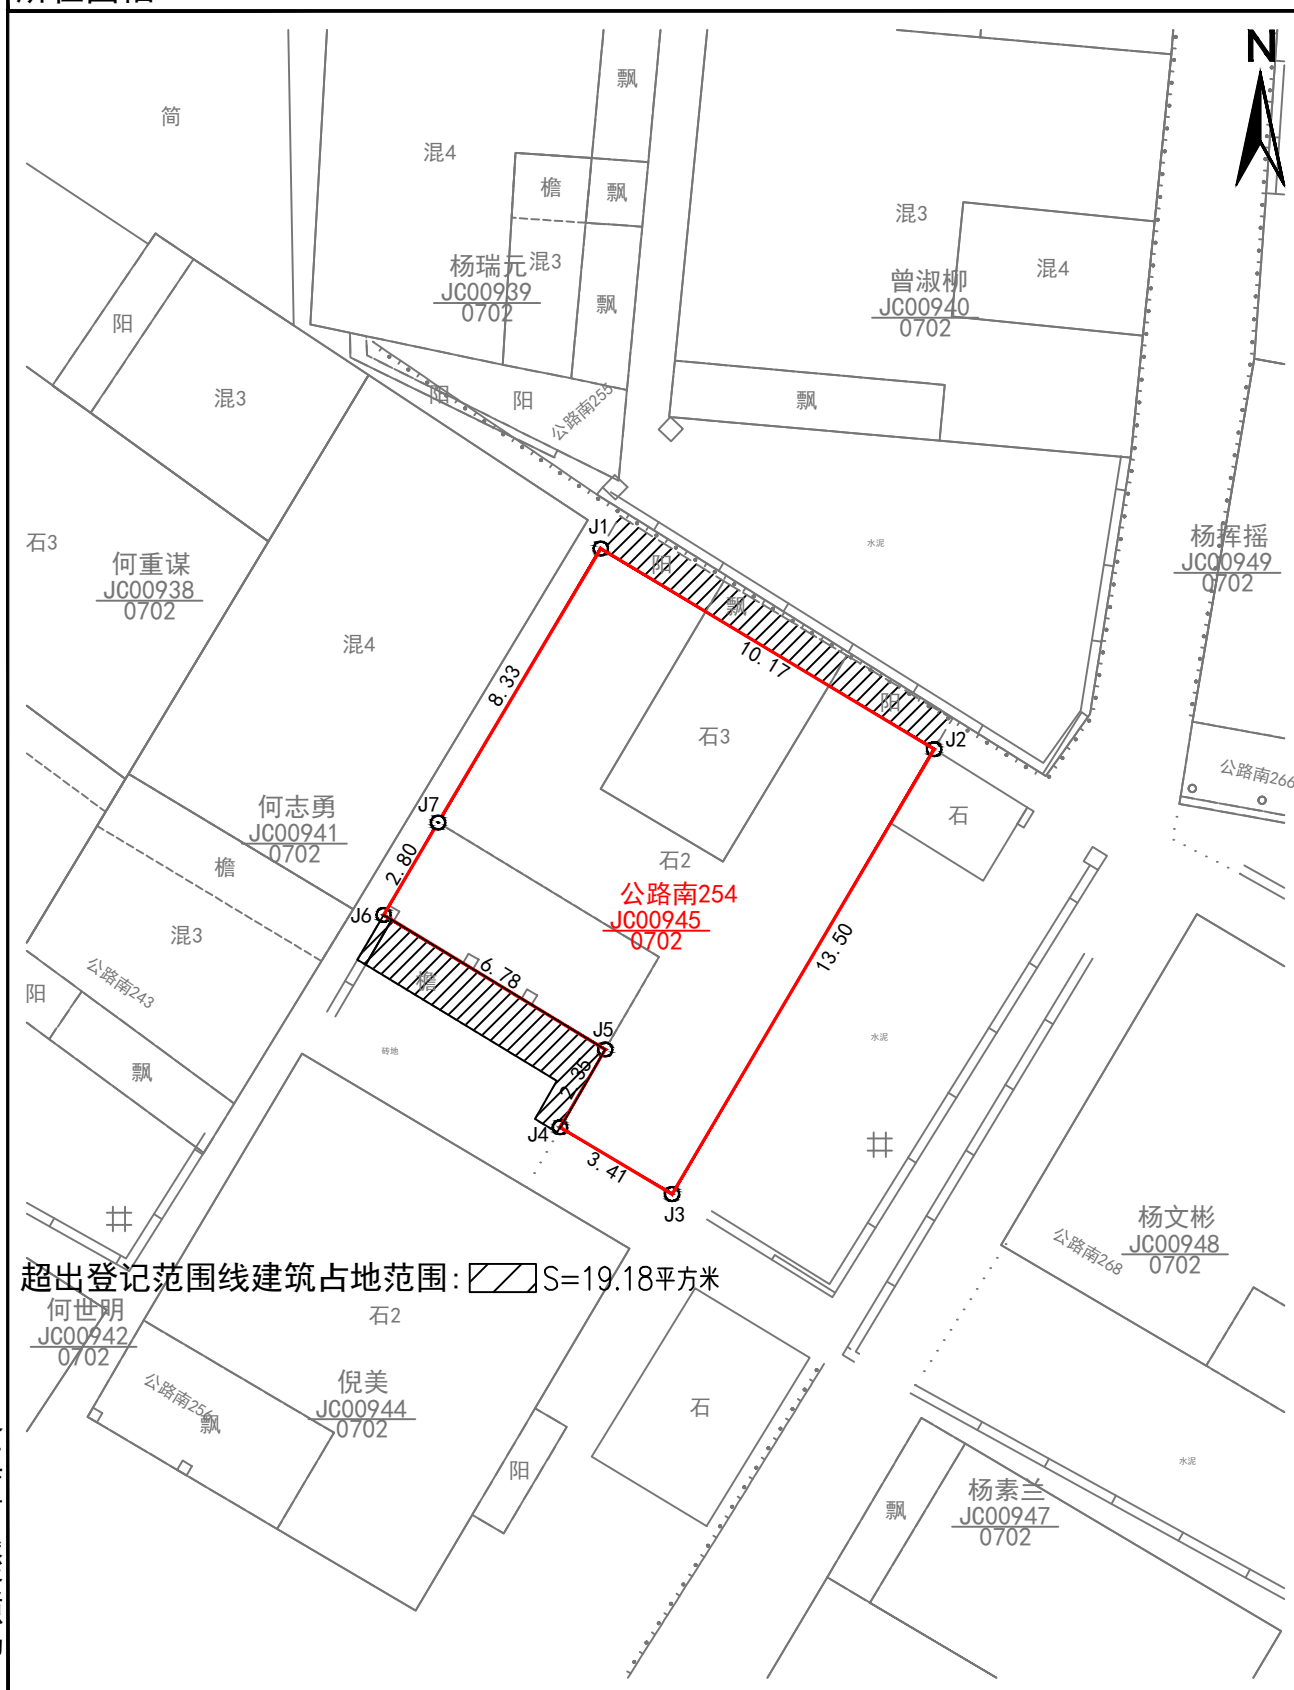 N
简
飘
混4
檐
飘
混3
混4
杨瑞元
JC00939
0702
混3
飘
曾淑柳
JC00940
0702
阳
混3
阳
阳
公路南255
飘
水泥
石3
何重谋
JC00938
0702
混4
J1
阳
飘
10.17
阳
J2
杨挥摇
JC00949
0702
8.33
石3
公路南266
石
J7
何志勇
JC00941
0702
檐
2.80
石2
公路南254
JC00945
0702
J6
混3
公路南243
阳
飘
檐
6.78
13.50
J5
砖地
水泥
2.35
J4
3.41
J3
杨文彬
JC00948
0702
公路南268
超出登记范围线建筑占地范围:
S=19.18平方米
何世明
JC00942
0702
石2
倪美
JC00944
0702
公路南256
飘
阳
石
水泥
杨素兰
JC00947
0702
飘